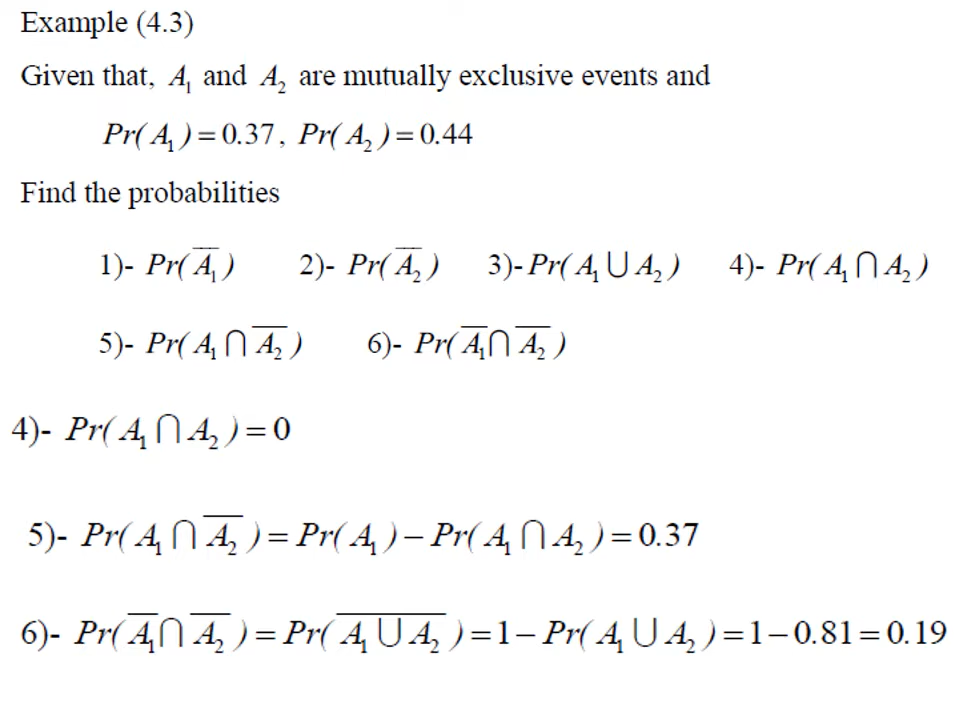 Example (4.3)
Given that, A₁ and A₂ are mutually exclusive events and
Pr( A₁ ) = 0.37 , Pr( A₂ ) = 0.44
Find the probabilities
1)- Pr( A̅₁ ) 2)- Pr( A̅₂ ) 3)- Pr( A₁ ⋃ A₂ ) 4)- Pr( A₁ ⋂ A₂ )
5)- Pr( A₁ ⋂ A̅₂ ) 6)- Pr( A̅₁ ⋂ A̅₂ )
4)- Pr( A₁ ⋂ A₂ ) = 0
5)- Pr( A₁ ⋂ A̅₂ ) = Pr( A₁ ) − Pr( A₁ ⋂ A₂ ) = 0.37
6)- Pr( A̅₁ ⋂ A̅₂ ) = Pr( A̅₁̅ ̅⋃̅ ̅A̅₂̅ ) = 1 − Pr( A₁ ⋃ A₂ ) = 1 − 0.81 = 0.19